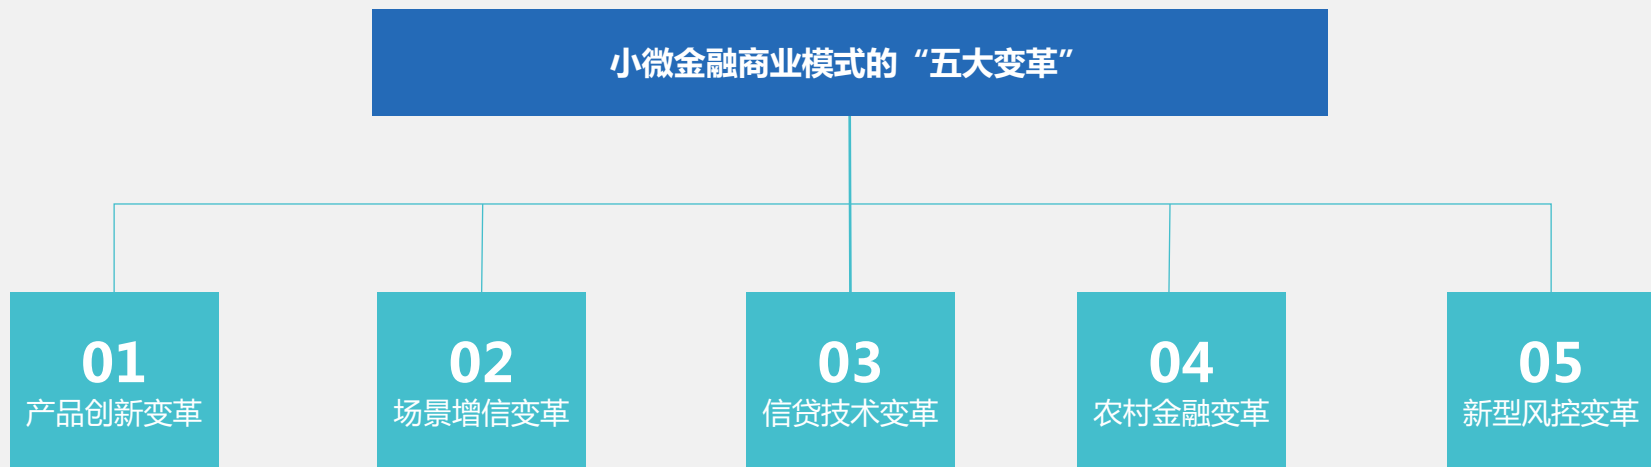 小微金融商业模式的“五大变革”
01
产品创新变革
02
场景增信变革
03
信贷技术变革
04
农村金融变革
05
新型风控变革